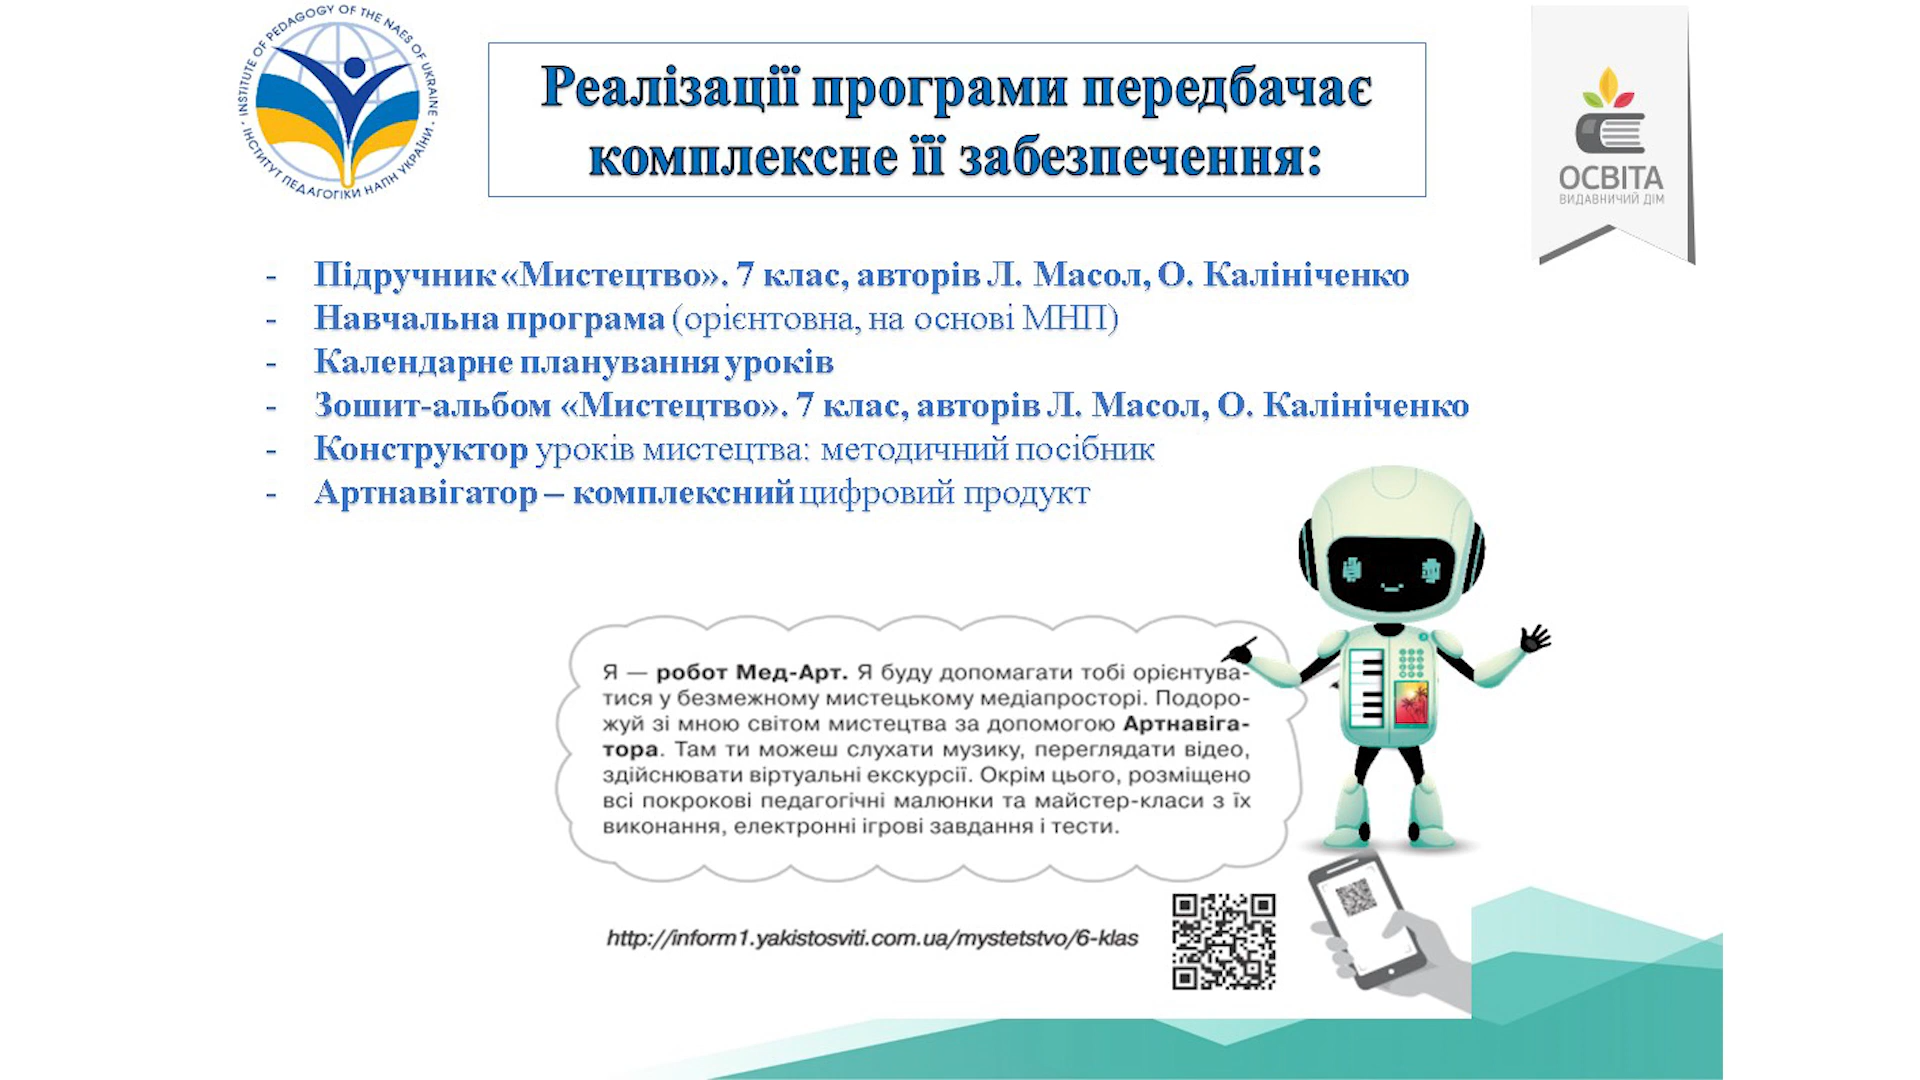 · INSTITUTE OF PEDAGOGY OF THE NAES OF UKRAINE ·
ІНСТИТУТ ПЕДАГОГІКИ НАПН УКРАЇНИ
Реалізації програми передбачає
комплексне її забезпечення:
ОСВІТА
ВИДАВНИЧИЙ ДІМ
- Підручник «Мистецтво». 7 клас, авторів Л. Масол, О. Калініченко
- Навчальна програма (орієнтовна, на основі МНП)
- Календарне планування уроків
- Зошит-альбом «Мистецтво». 7 клас, авторів Л. Масол, О. Калініченко
- Конструктор уроків мистецтва: методичний посібник
- Артнавігатор – комплексний цифровий продукт
Я — робот Мед-Арт. Я буду допомагати тобі орієнтува-
тися у безмежному мистецькому медіапросторі. Подоро-
жуй зі мною світом мистецтва за допомогою Артнавіга-
тора. Там ти можеш слухати музику, переглядати відео,
здійснювати віртуальні екскурсії. Окрім цього, розміщено
всі покрокові педагогічні малюнки та майстер-класи з їх
виконання, електронні ігрові завдання і тести.
http://inform1.yakistosviti.com.ua/mystetstvo/6-klas